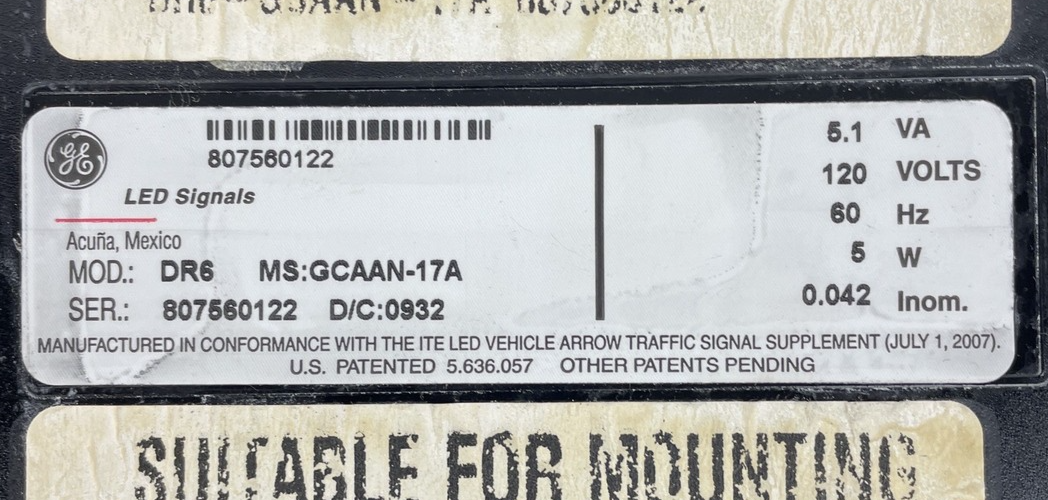 807560122
GE
LED Signals
Acuña, Mexico
MOD.: DR6 MS:GCAAN-17A
SER.: 807560122 D/C:0932
5.1 VA
120 VOLTS
60 Hz
5 W
0.042 Inom.
MANUFACTURED IN CONFORMANCE WITH THE ITE LED VEHICLE ARROW TRAFFIC SIGNAL SUPPLEMENT (JULY 1, 2007).
U.S. PATENTED 5.636.057 OTHER PATENTS PENDING
SUITABLE FOR MOUNTING